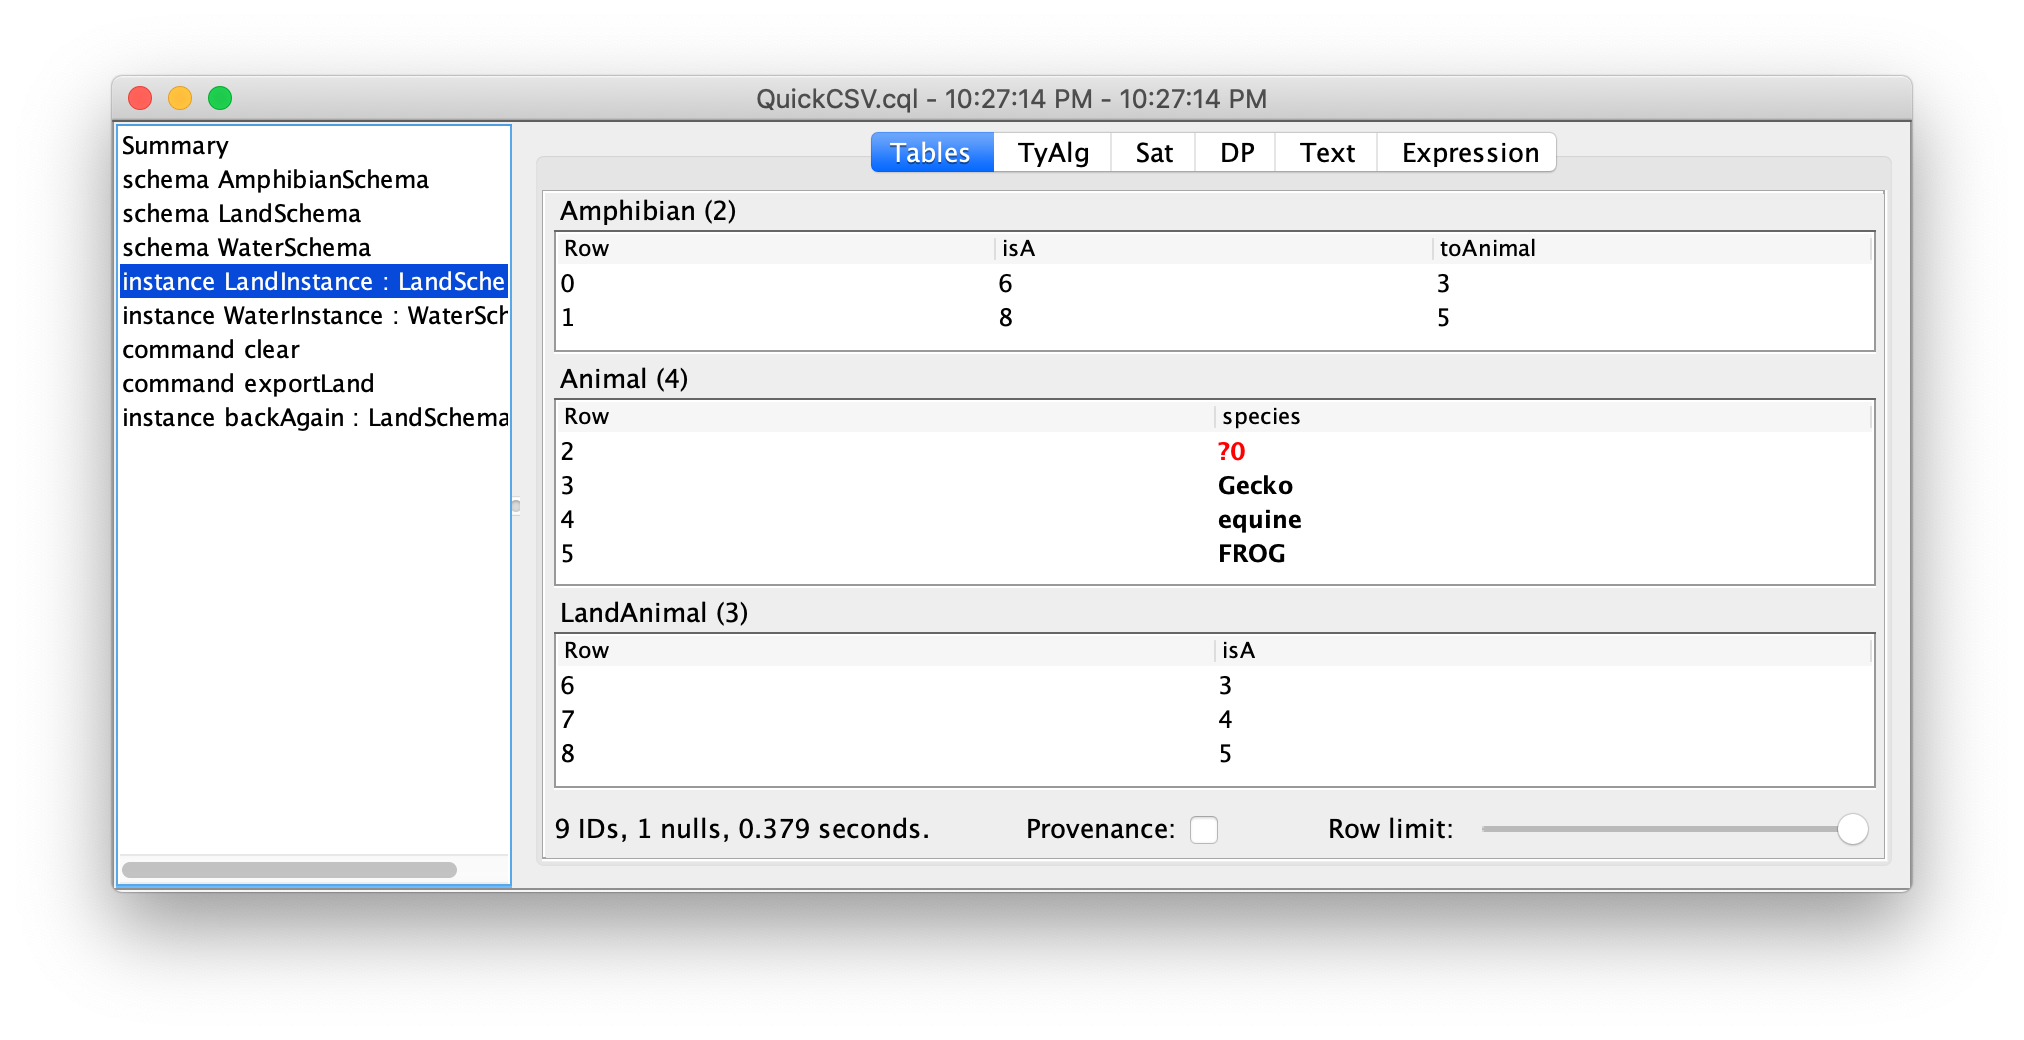 QuickCSV.cql - 10:27:14 PM - 10:27:14 PM
Summary
schema AmphibianSchema
schema LandSchema
schema WaterSchema
instance LandInstance : LandSche
instance WaterInstance : WaterSch
command clear
command exportLand
instance backAgain : LandSchema
Tables TyAlg Sat DP Text Expression
Amphibian (2)
Row isA toAnimal
0 6 3
1 8 5
Animal (4)
Row species
2 ?0
3 Gecko
4 equine
5 FROG
LandAnimal (3)
Row isA
6 3
7 4
8 5
9 IDs, 1 nulls, 0.379 seconds. Provenance: Row limit: